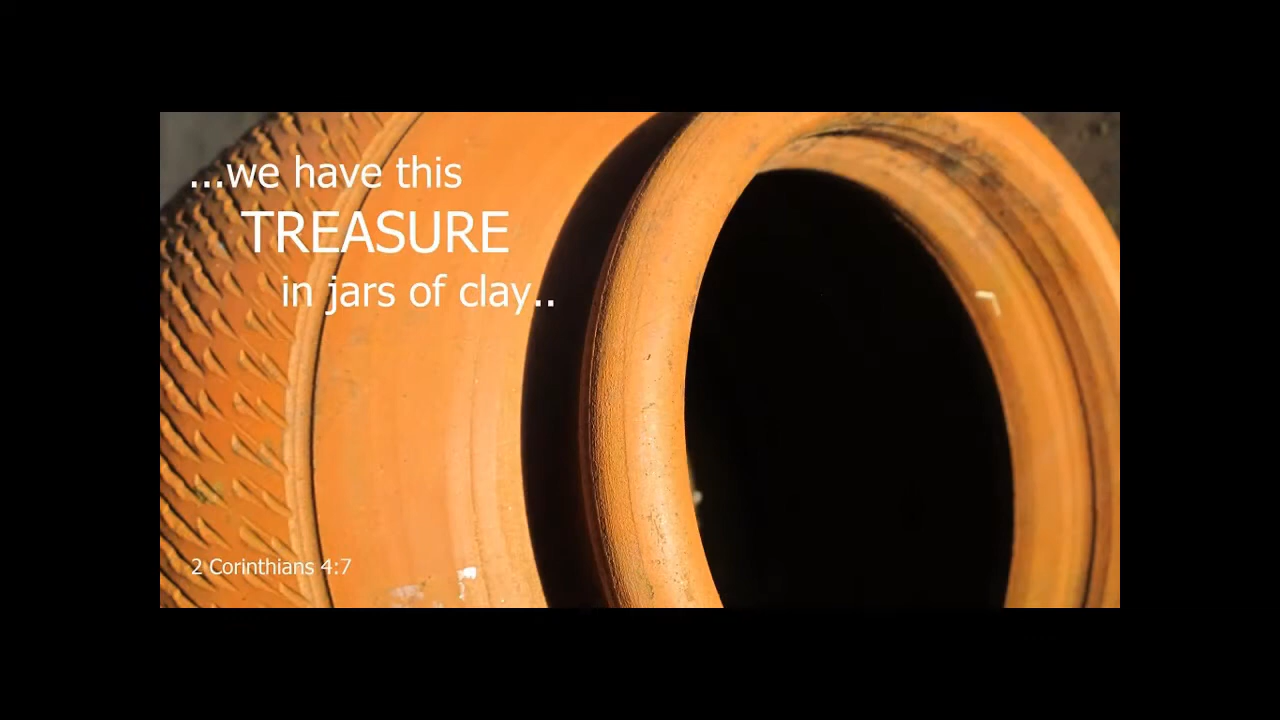 ...we have this
TREASURE
in jars of clay..
2 Corinthians 4:7